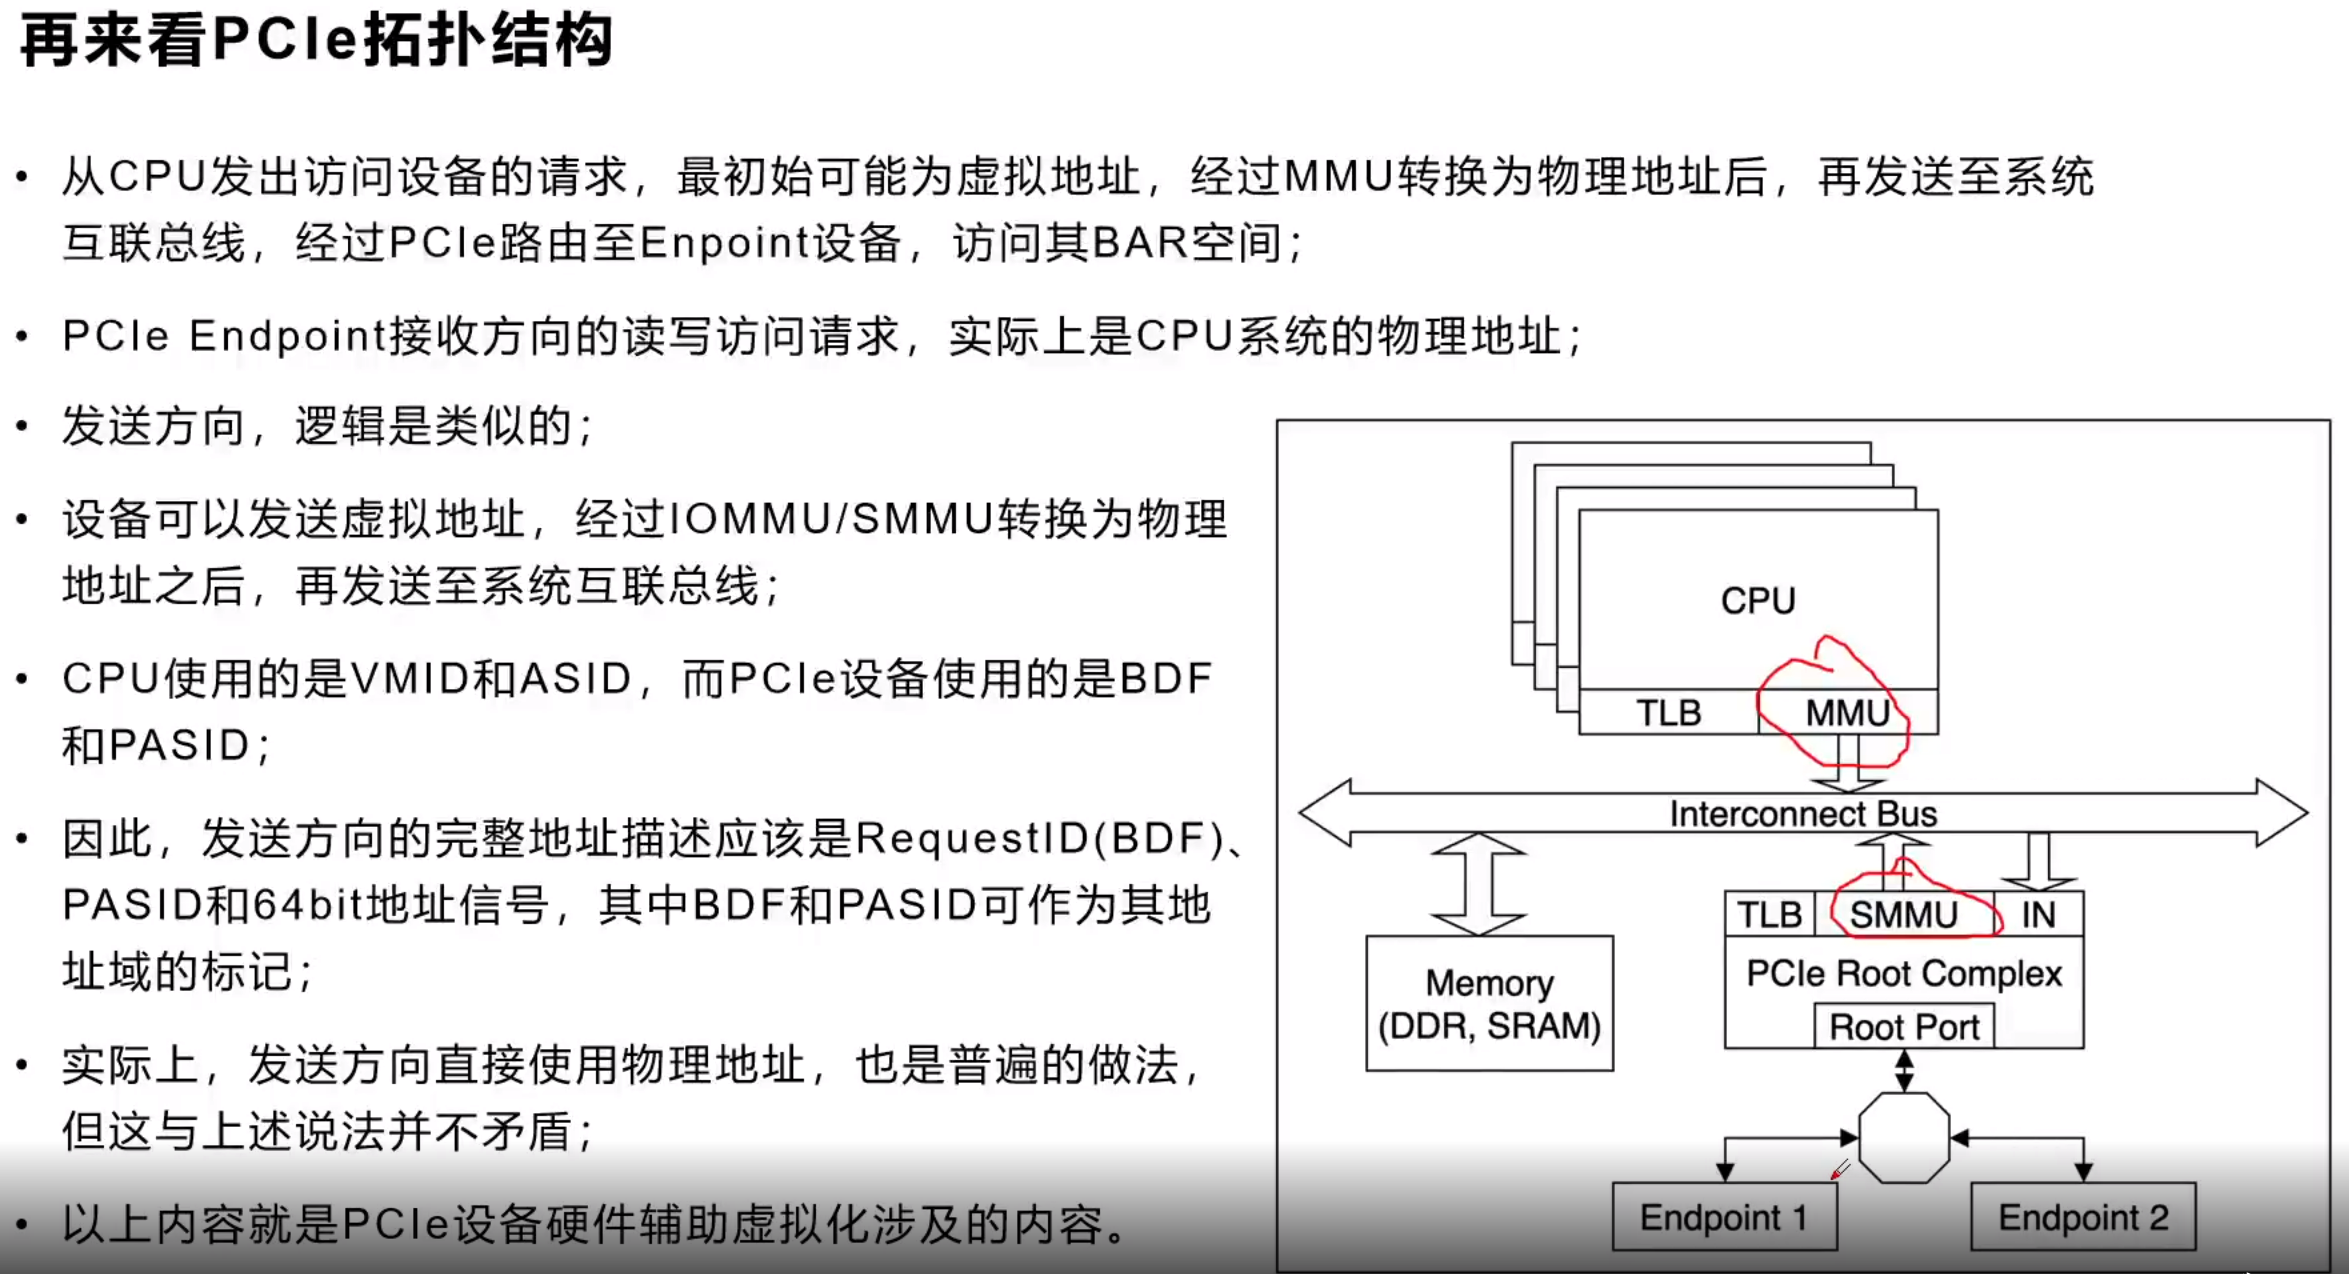 再来看PCIe拓扑结构
• 从CPU发出访问设备的请求，最初始可能为虚拟地址，经过MMU转换为物理地址后，再发送至系统
互联总线，经过PCIe路由至Enpoint设备，访问其BAR空间；
• PCIe Endpoint接收方向的读写访问请求，实际上是CPU系统的物理地址；
• 发送方向，逻辑是类似的；
• 设备可以发送虚拟地址，经过IOMMU/SMMU转换为物理
地址之后，再发送至系统互联总线；
• CPU使用的是VMID和ASID，而PCIe设备使用的是BDF
和PASID；
• 因此，发送方向的完整地址描述应该是RequestID(BDF)、
PASID和64bit地址信号，其中BDF和PASID可作为其地
址域的标记；
• 实际上，发送方向直接使用物理地址，也是普遍的做法，
但这与上述说法并不矛盾；
• 以上内容就是PCIe设备硬件辅助虚拟化涉及的内容。
CPU
TLB MMU
Interconnect Bus
TLB SMMU IN
PCIe Root Complex
Root Port
Memory
(DDR, SRAM)
Endpoint 1
Endpoint 2